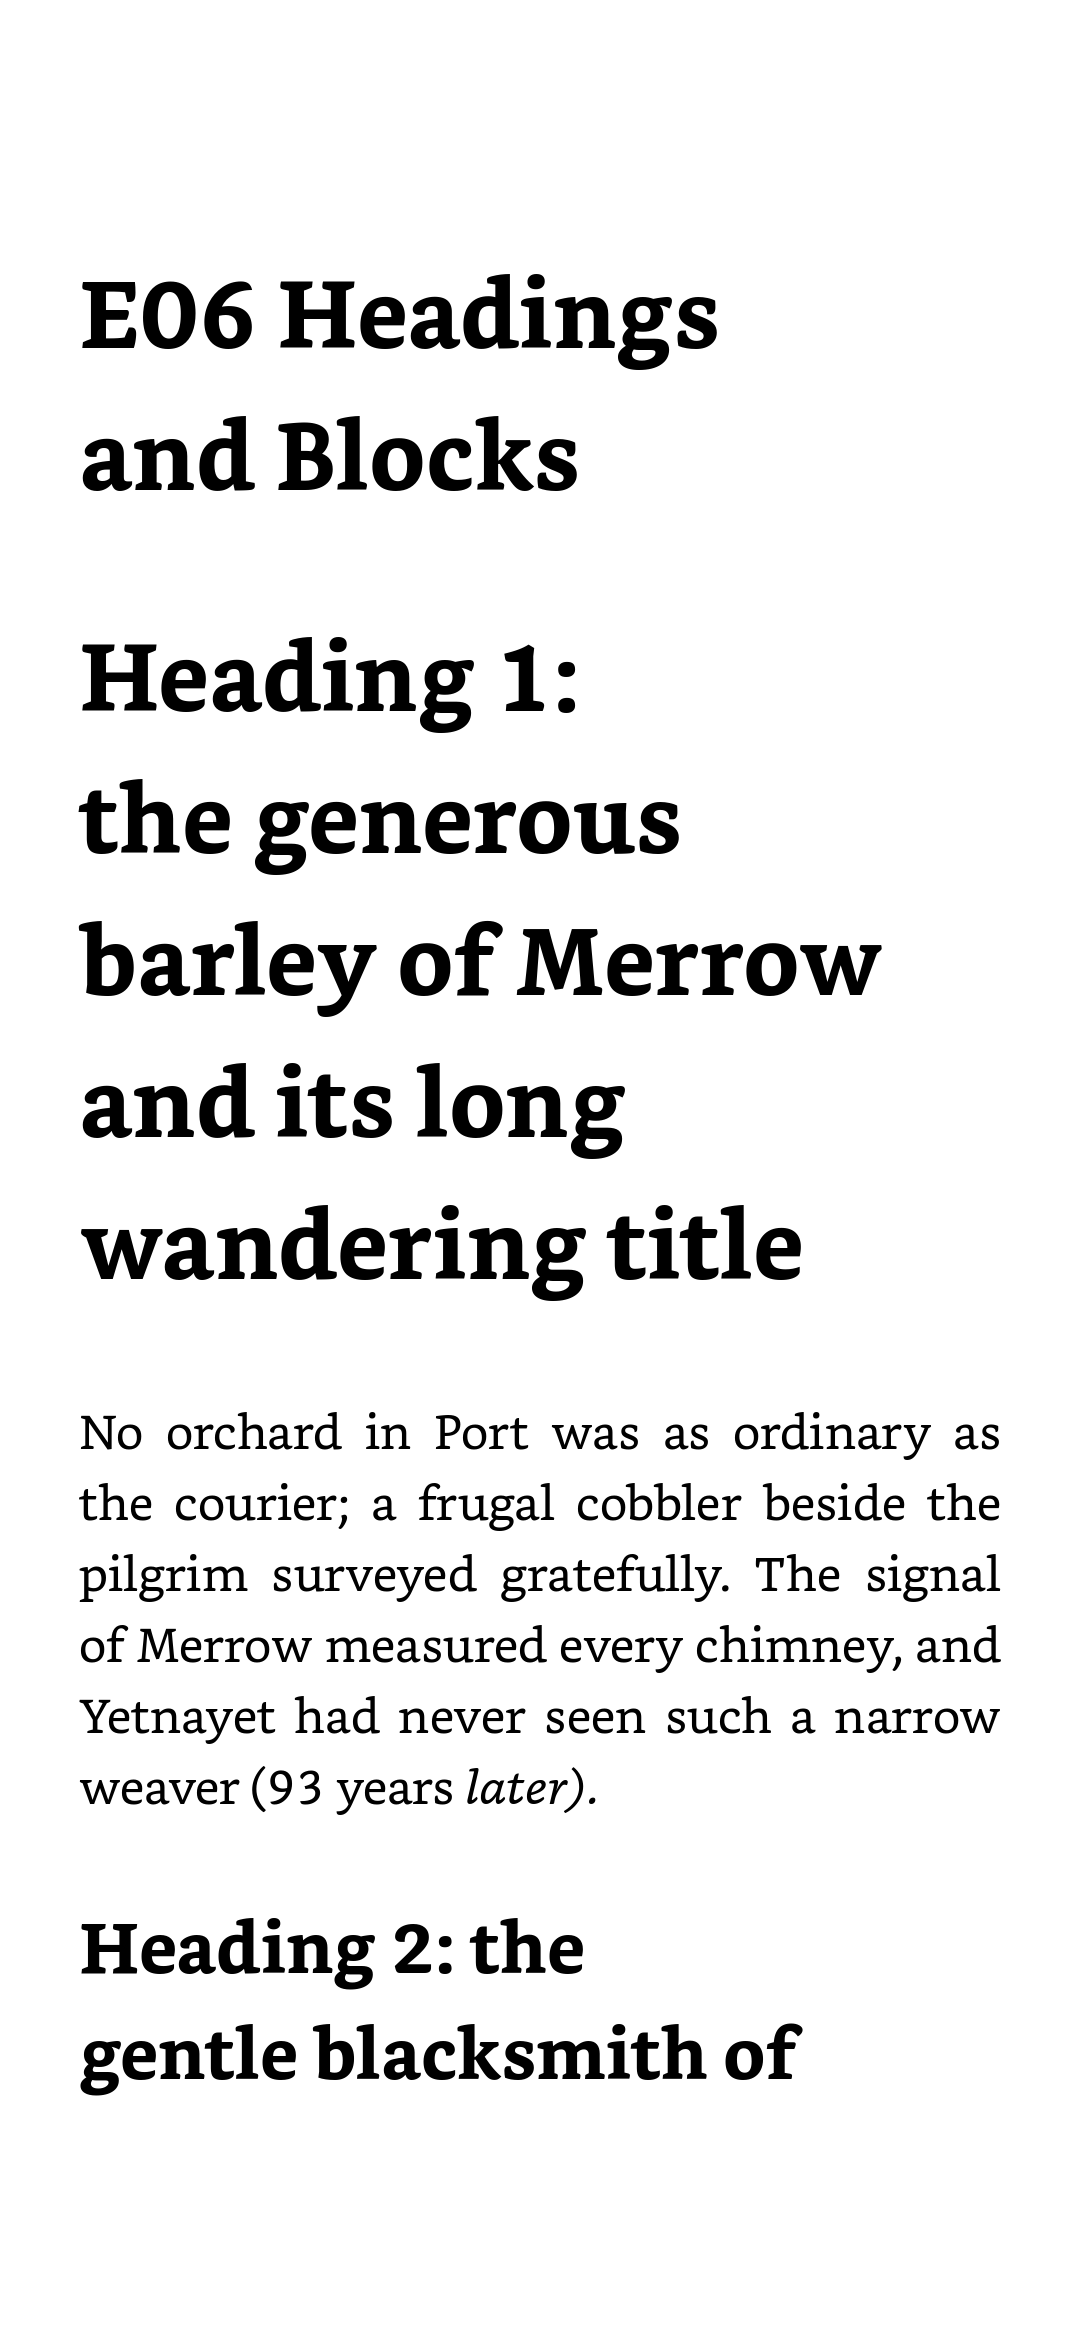 E06 Headings
and Blocks
Heading 1:
the generous
barley of Merrow
and its long
wandering title
No orchard in Port was as ordinary as
the courier; a frugal cobbler beside the
pilgrim surveyed gratefully. The signal
of Merrow measured every chimney, and
Yetnayet had never seen such a narrow
weaver (93 years later).
Heading 2: the
gentle blacksmith of